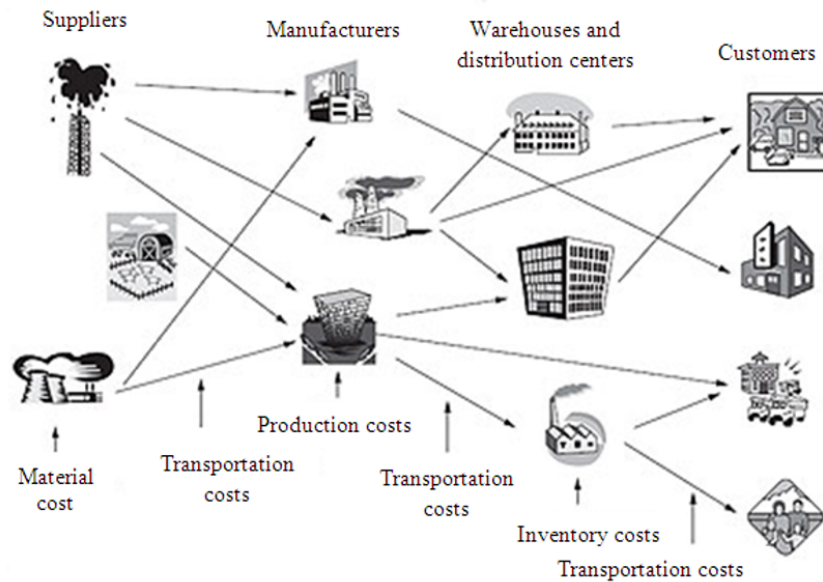 Suppliers
Manufacturers
Warehouses and
distribution centers
Customers
Production costs
Material
cost
Transportation
costs
Transportation
costs
Inventory costs
Transportation costs